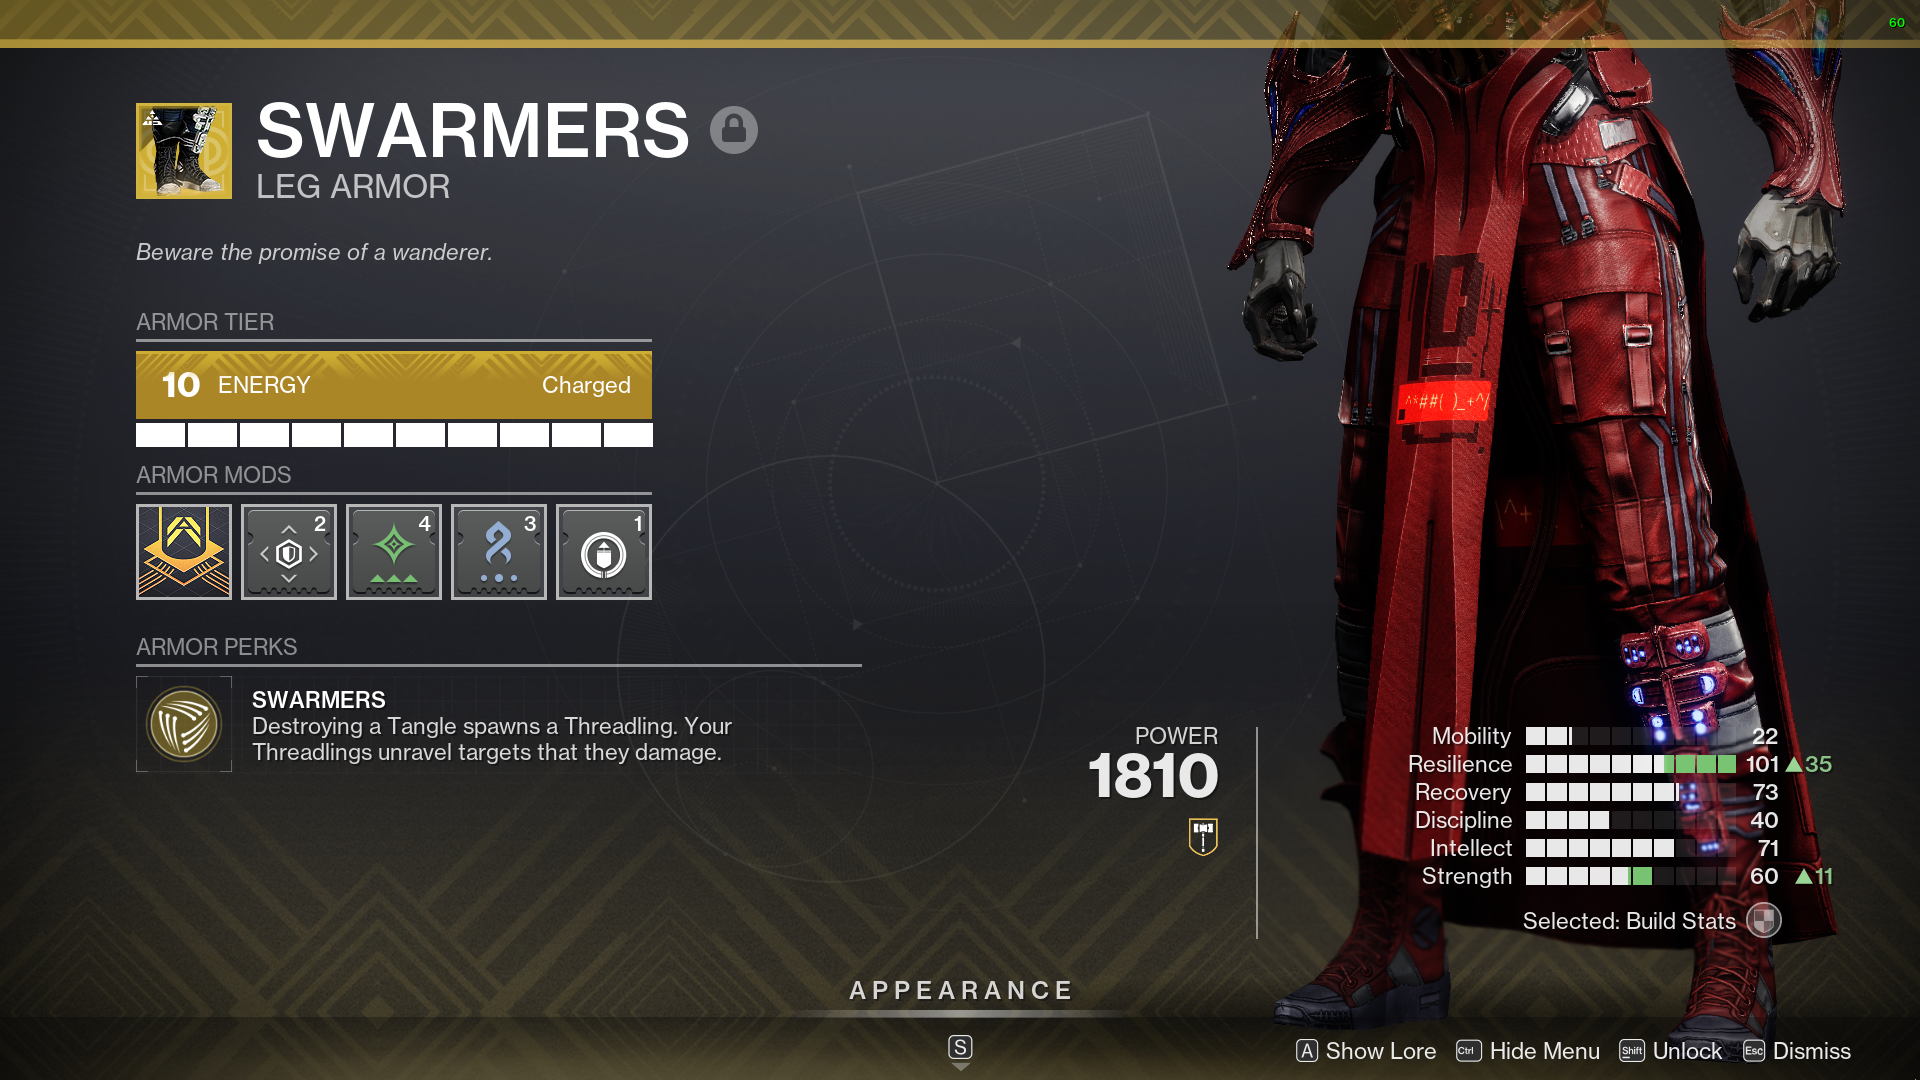 60
SWARMERS
LEG ARMOR
Beware the promise of a wanderer.
ARMOR TIER
10 ENERGY Charged
ARMOR MODS
2 4 3 1
ARMOR PERKS
SWARMERS
Destroying a Tangle spawns a Threadling. Your
Threadlings unravel targets that they damage.
^*##( )_+^/
POWER
1810
Mobility 22
Resilience 101 ▲35
Recovery 73
Discipline 40
Intellect 71
Strength 60 ▲11
Selected: Build Stats
APPEARANCE
S
A Show Lore Ctrl Hide Menu Shift Unlock Esc Dismiss